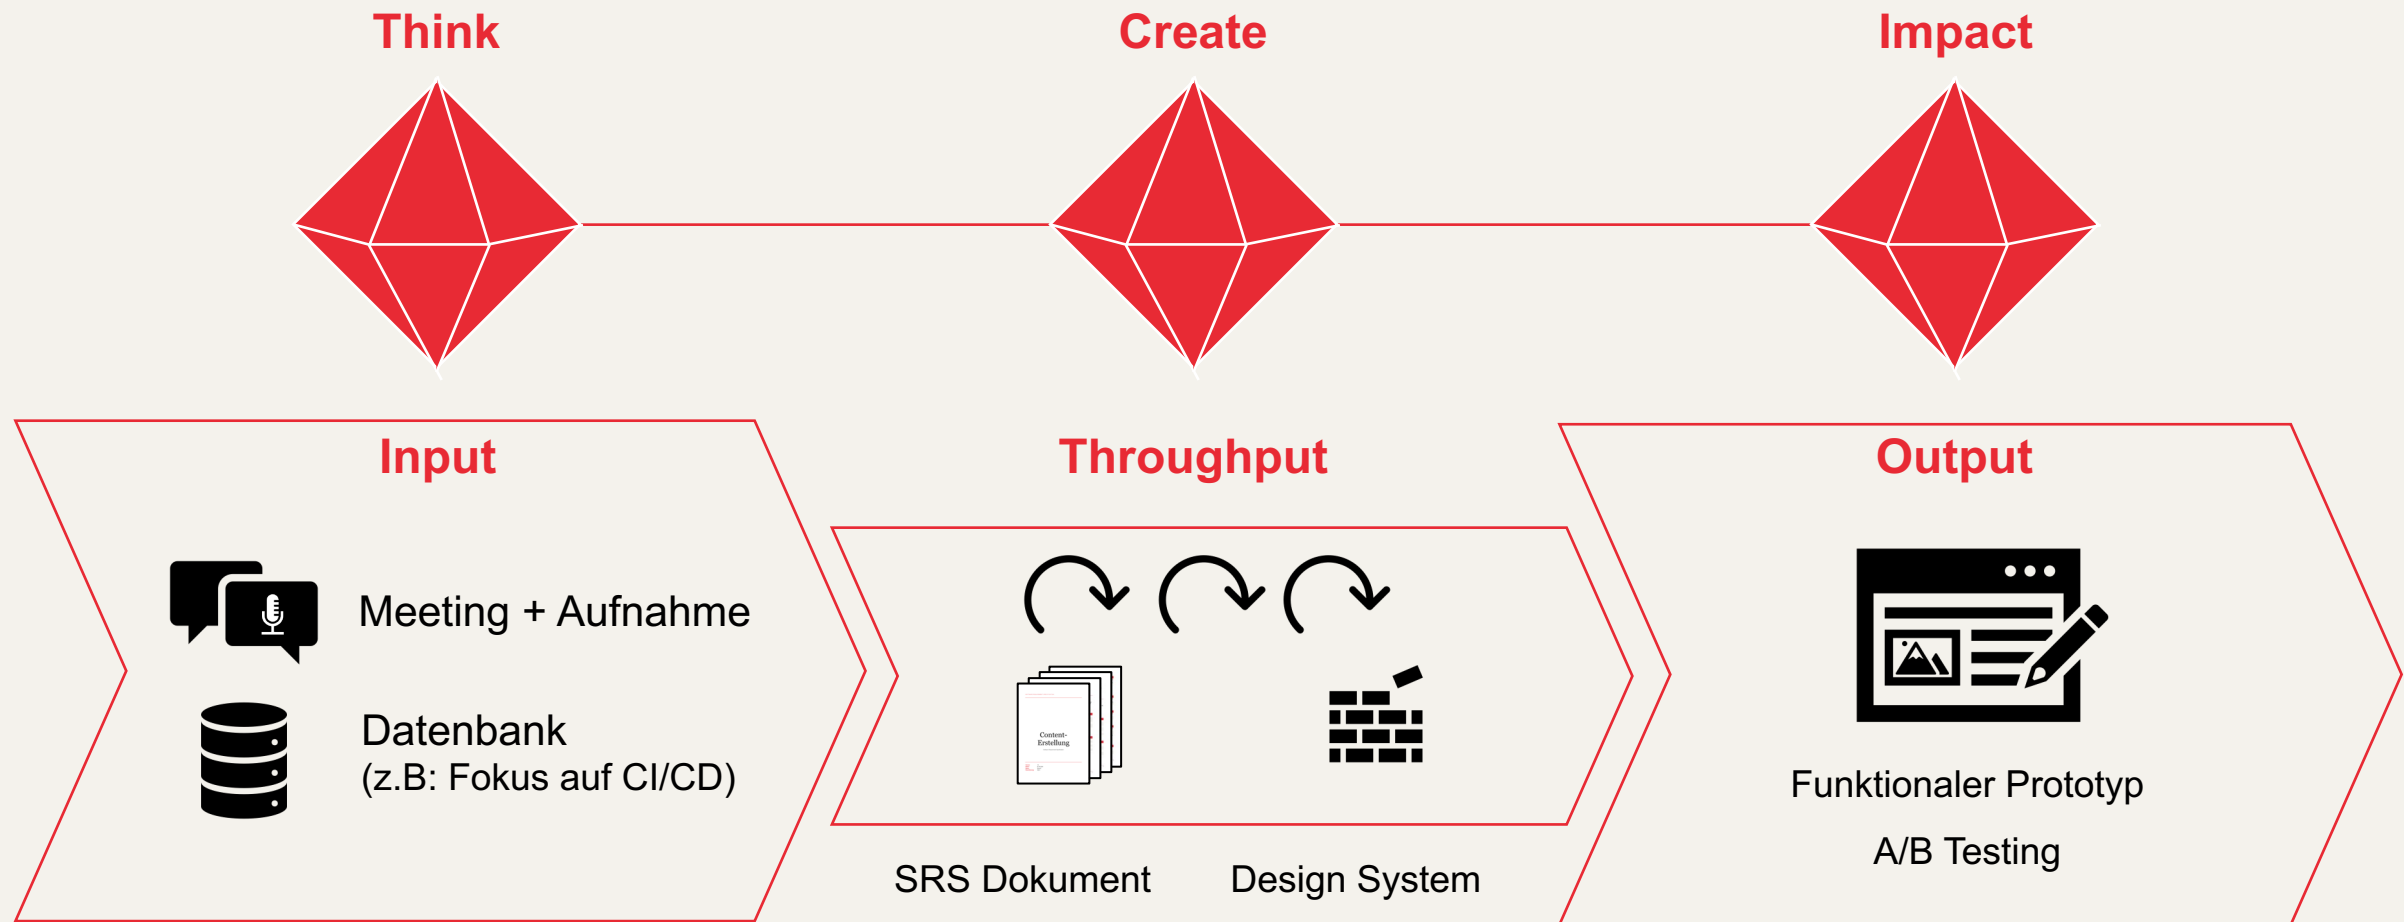 Think
Create
Impact
Input
Throughput
Output
Meeting + Aufnahme
Datenbank
(z.B: Fokus auf CI/CD)
Content-
Erstellung
SRS Dokument
Design System
Funktionaler Prototyp
A/B Testing